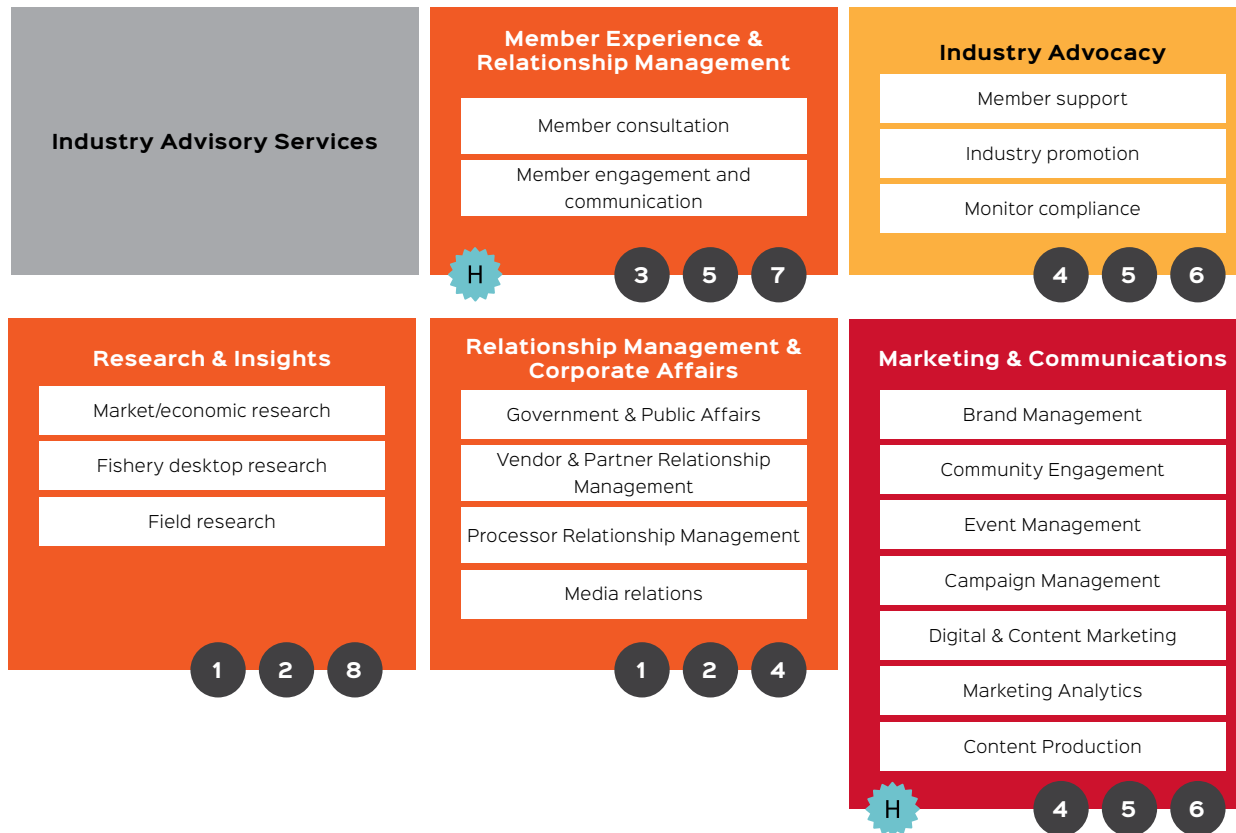 Industry Advisory Services
Member Experience &
Relationship Management
Member consultation
Member engagement and
communication
H
3
5
7
Industry Advocacy
Member support
Industry promotion
Monitor compliance
4
5
6
Research & Insights
Market/economic research
Fishery desktop research
Field research
1
2
8
Relationship Management &
Corporate Affairs
Government & Public Affairs
Vendor & Partner Relationship
Management
Processor Relationship Management
Media relations
1
2
4
Marketing & Communications
Brand Management
Community Engagement
Event Management
Campaign Management
Digital & Content Marketing
Marketing Analytics
Content Production
H
4
5
6